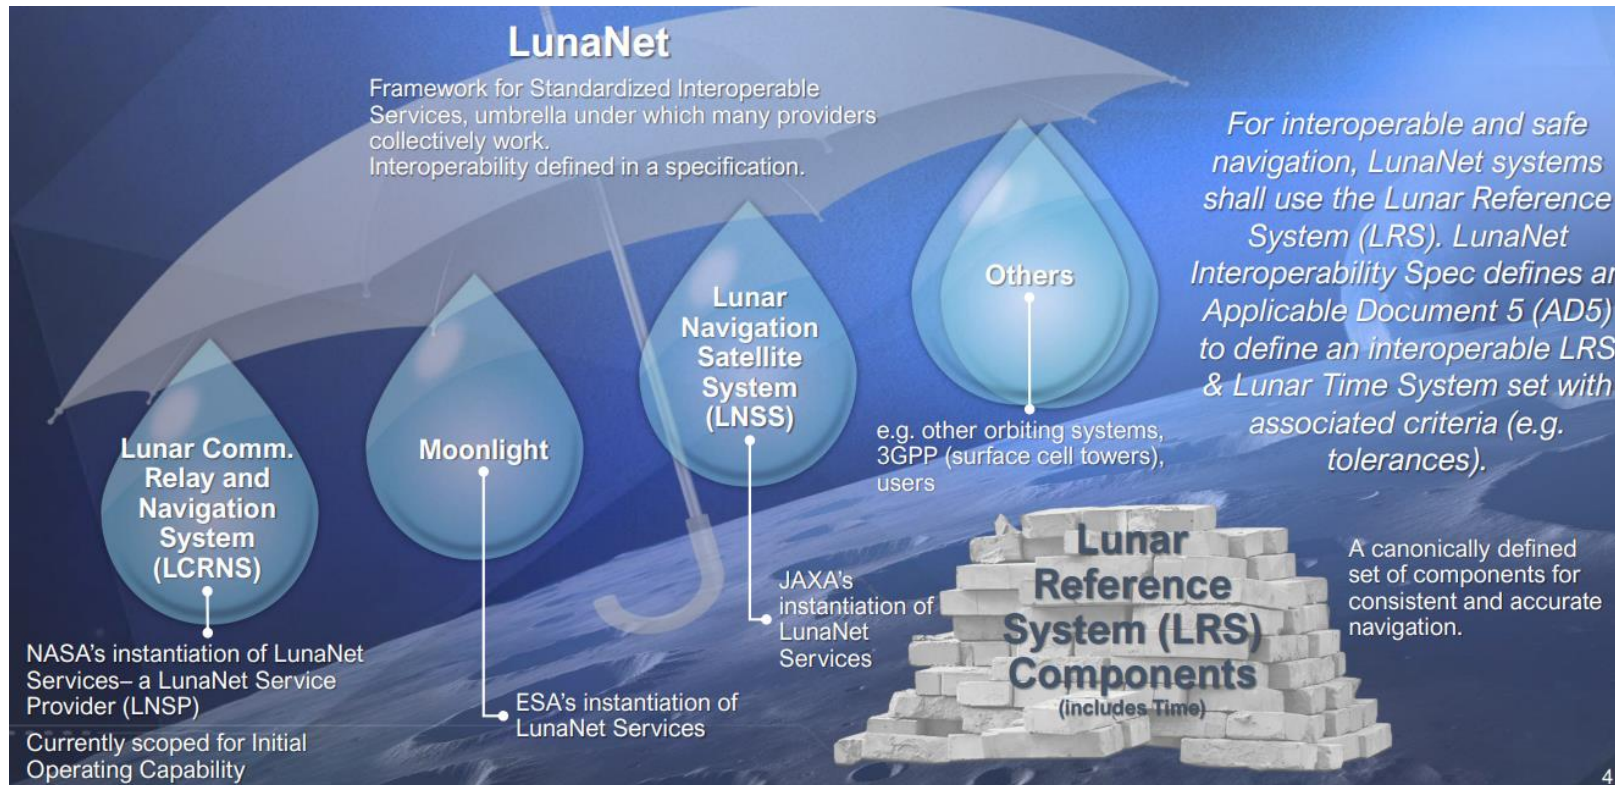 LunaNet
Framework for Standardized Interoperable
Services, umbrella under which many providers
collectively work.
Interoperability defined in a specification.
Lunar Comm.
Relay and
Navigation
System
(LCRNS)
NASA's instantiation of LunaNet
Services– a LunaNet Service
Provider (LNSP)
Currently scoped for Initial
Operating Capability
Moonlight
ESA's instantiation of
LunaNet Services
Lunar
Navigation
Satellite
System
(LNSS)
JAXA's
instantiation of
LunaNet
Services
Others
e.g. other orbiting systems,
3GPP (surface cell towers),
users
For interoperable and safe
navigation, LunaNet systems
shall use the Lunar Reference
System (LRS). LunaNet
Interoperability Spec defines an
Applicable Document 5 (AD5)
to define an interoperable LRS
& Lunar Time System set with
associated criteria (e.g.
tolerances).
Lunar
Reference
System (LRS)
Components
(includes Time)
A canonically defined
set of components for
consistent and accurate
navigation.
4